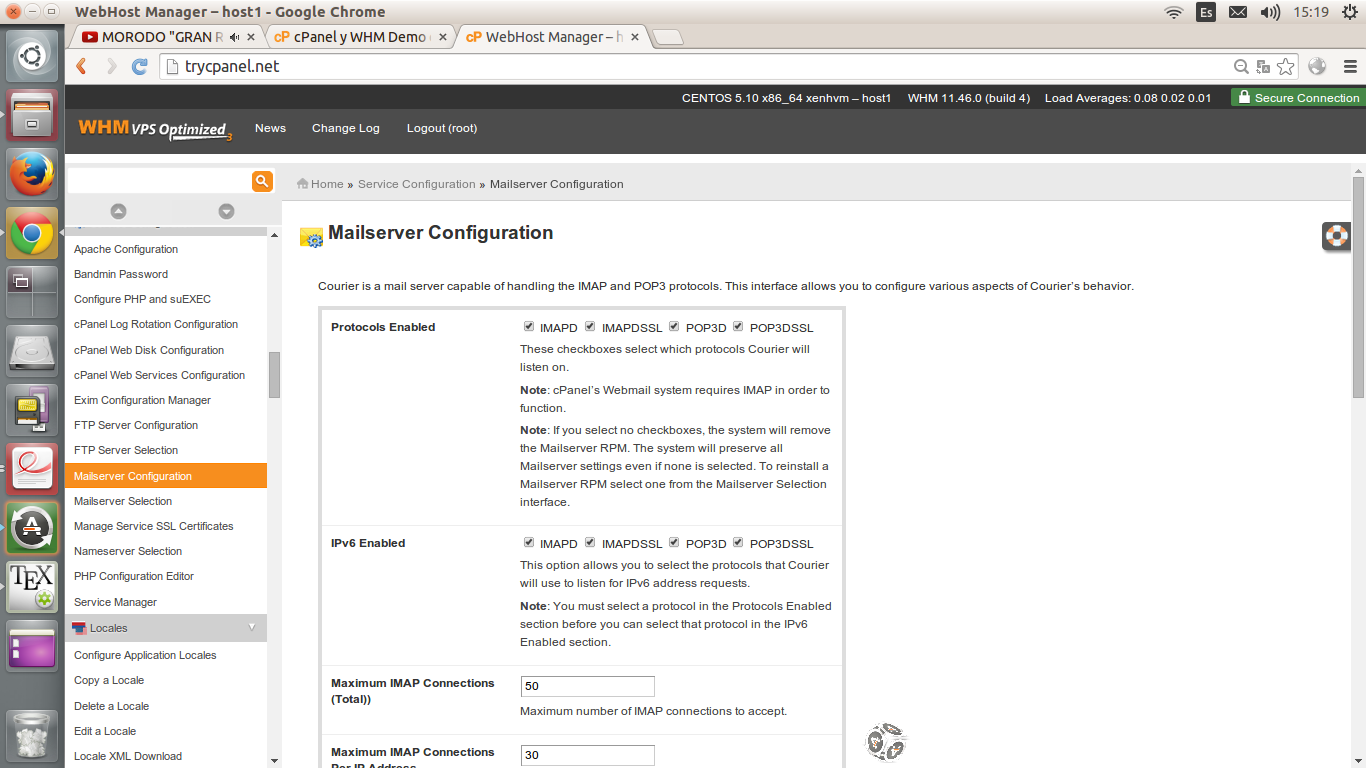 WebHost Manager – host1 - Google Chrome
Es
15:19
MORODO "GRAN R
cPanel y WHM Demo
WebHost Manager – h
trycpanel.net
CENTOS 5.10 x86_64 xenhvm – host1 WHM 11.46.0 (build 4) Load Averages: 0.08 0.02 0.01 Secure Connection
WHM VPS Optimized 3
News Change Log Logout (root)
Home » Service Configuration » Mailserver Configuration
Apache Configuration
Bandmin Password
Configure PHP and suEXEC
cPanel Log Rotation Configuration
cPanel Web Disk Configuration
cPanel Web Services Configuration
Exim Configuration Manager
FTP Server Configuration
FTP Server Selection
Mailserver Configuration
Mailserver Selection
Manage Service SSL Certificates
Nameserver Selection
PHP Configuration Editor
Service Manager
Locales
Configure Application Locales
Copy a Locale
Delete a Locale
Edit a Locale
Locale XML Download
TEX
Mailserver Configuration
Courier is a mail server capable of handling the IMAP and POP3 protocols. This interface allows you to configure various aspects of Courier's behavior.
Protocols Enabled
IMAPD IMAPDSSL POP3D POP3DSSL
These checkboxes select which protocols Courier will
listen on.
Note: cPanel's Webmail system requires IMAP in order to
function.
Note: If you select no checkboxes, the system will remove
the Mailserver RPM. The system will preserve all
Mailserver settings even if none is selected. To reinstall a
Mailserver RPM select one from the Mailserver Selection
interface.
IPv6 Enabled
IMAPD IMAPDSSL POP3D POP3DSSL
This option allows you to select the protocols that Courier
will use to listen for IPv6 address requests.
Note: You must select a protocol in the Protocols Enabled
section before you can select that protocol in the IPv6
Enabled section.
Maximum IMAP Connections
(Total))
50
Maximum number of IMAP connections to accept.
Maximum IMAP Connections
Per IP Address
30